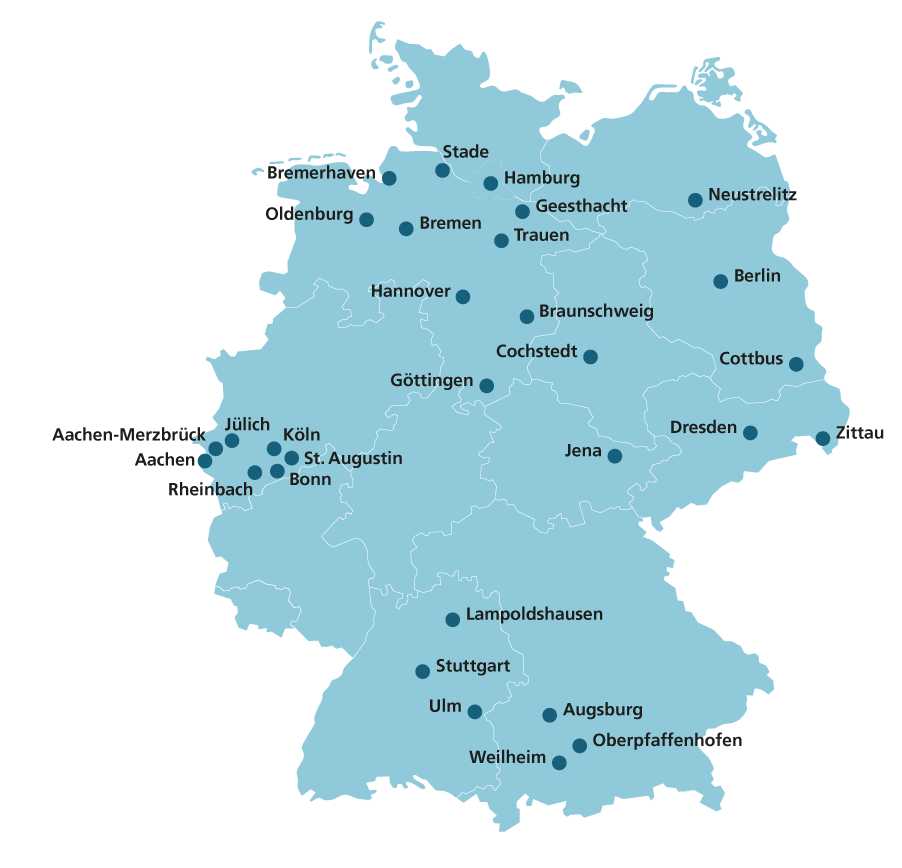 Stade
Bremerhaven
Hamburg
Neustrelitz
Geesthacht
Oldenburg
Bremen
Trauen
Berlin
Hannover
Braunschweig
Cochstedt
Cottbus
Göttingen
Jülich
Dresden
Zittau
Aachen-Merzbrück
Köln
Jena
St. Augustin
Aachen
Bonn
Rheinbach
Lampoldshausen
Stuttgart
Ulm
Augsburg
Oberpfaffenhofen
Weilheim